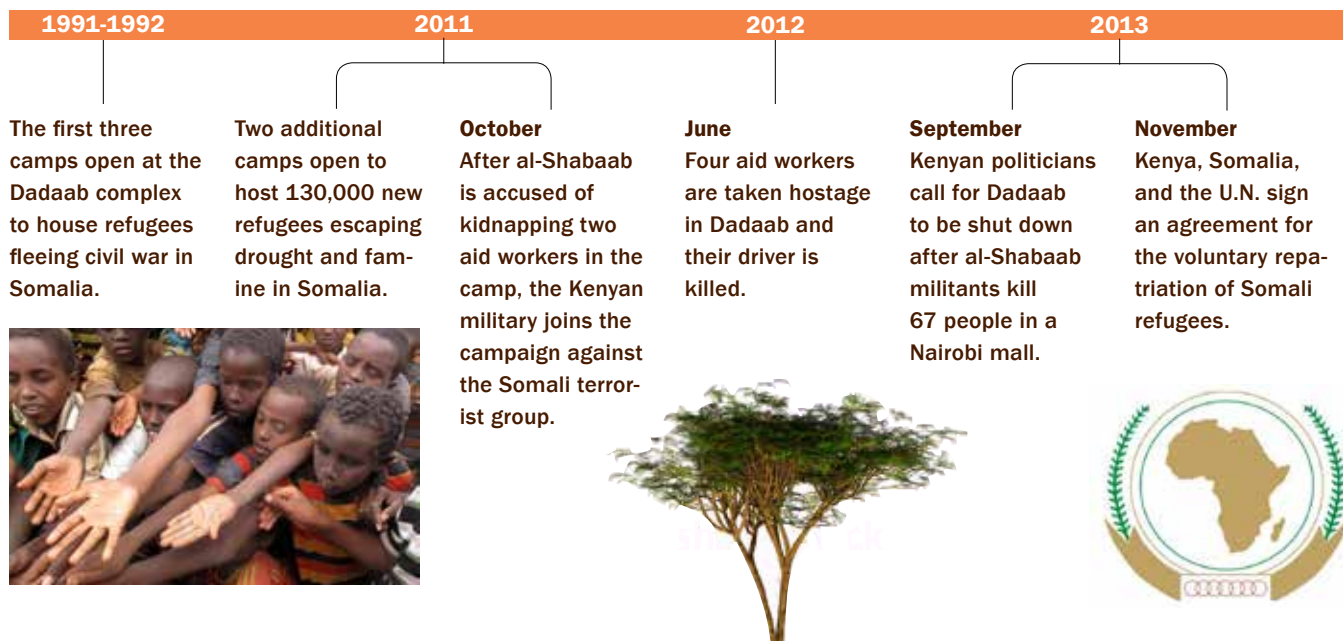 1991-1992
2011
2012
2013
The first three
camps open at the
Dadaab complex
to house refugees
fleeing civil war in
Somalia.
Two additional
camps open to
host 130,000 new
refugees escaping
drought and fam-
ine in Somalia.
October
After al-Shabaab
is accused of
kidnapping two
aid workers in the
camp, the Kenyan
military joins the
campaign against
the Somali terror-
ist group.
June
Four aid workers
are taken hostage
in Dadaab and
their driver is
killed.
September
Kenyan politicians
call for Dadaab
to be shut down
after al-Shabaab
militants kill
67 people in a
Nairobi mall.
November
Kenya, Somalia,
and the U.N. sign
an agreement for
the voluntary repa-
triation of Somali
refugees.